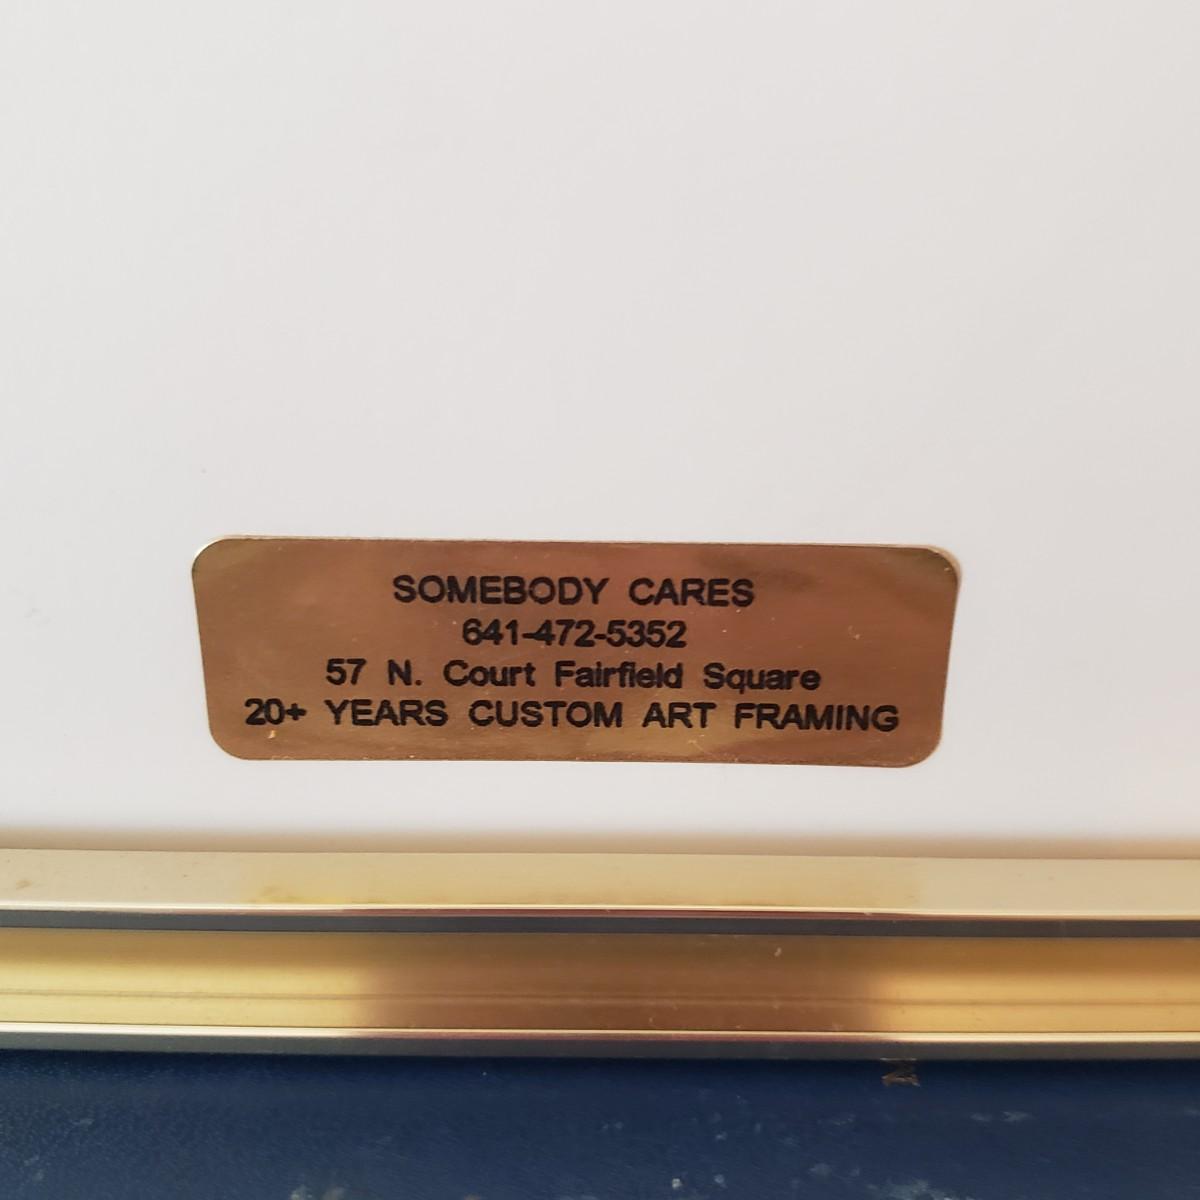 SOMEBODY CARES
641-472-5352
57 N. Court Fairfield Square
20+ YEARS CUSTOM ART FRAMING